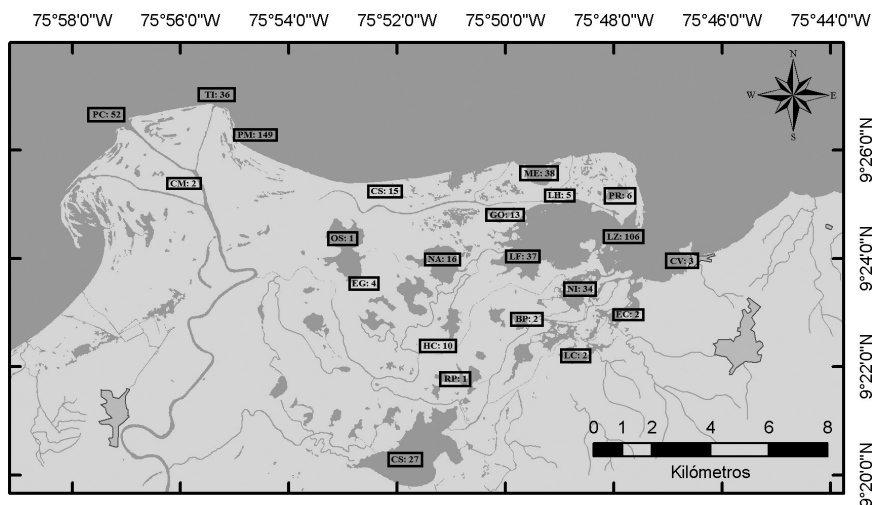 75°58'0"W 75°56'0"W 75°54'0"W 75°52'0"W 75°50'0"W 75°48'0"W 75°46'0"W 75°44'0"W
N
W E
S
TI: 36
PC: 52
PM: 149
9°26'0"N
ME: 38
CM: 2
CS: 15
LH: 5
PR: 6
GO: 13
OS: 1
LZ: 106
NA: 16
LF: 37
CV: 3
9°24'0"N
EG: 4
NI: 34
BP: 2
EC: 2
HC: 10
LC: 2
9°22'0"N
RP: 1
0 1 2 4 6 8
Kilómetros
CS: 27
9°20'0"N